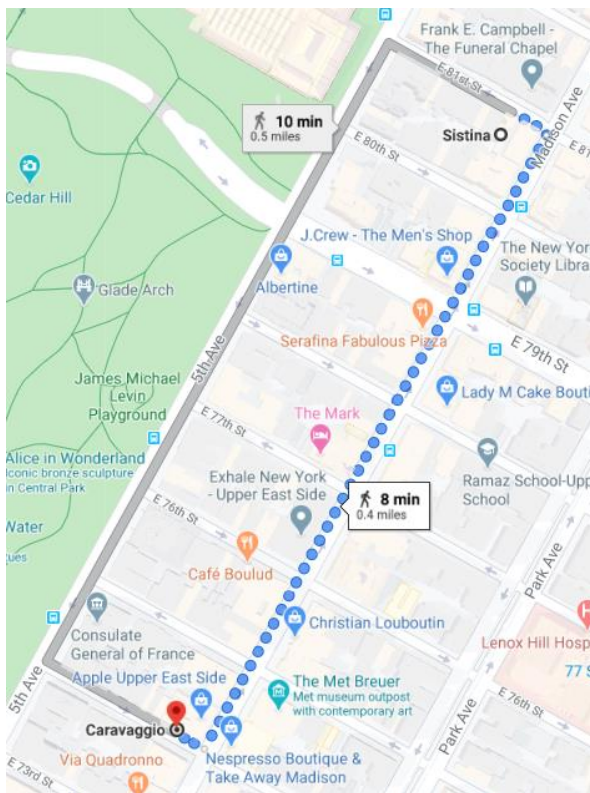 Frank E. Campbell -
The Funeral Chapel
E 81st St
Madison Ave
10 min
0.5 miles
Sistina
E 80th St
E 81
Cedar Hill
J.Crew - The Men's Shop
The New Yor
Society Libra
Albertine
Glade Arch
Serafina Fabulous Pizza
E 79th St
5th Ave
James Michael
Levin
Playground
Lady M Cake Bouti
The Mark
E 77th St
Alice in Wonderland
Iconic bronze sculpture
in Central Park
Exhale New York
- Upper East Side
Ramaz School-Upp
School
8 min
0.4 miles
E 76th St
Water
tues
Café Boulud
Park Ave
Christian Louboutin
Consulate
General of France
Lenox Hill Hosp
77 S
Apple Upper East Side
The Met Breuer
Met museum outpost
with contemporary art
E 76th St
5th Ave
Caravaggio
Park Ave
Via Quadronno
Nespresso Boutique &
Take Away Madison
E 73rd St